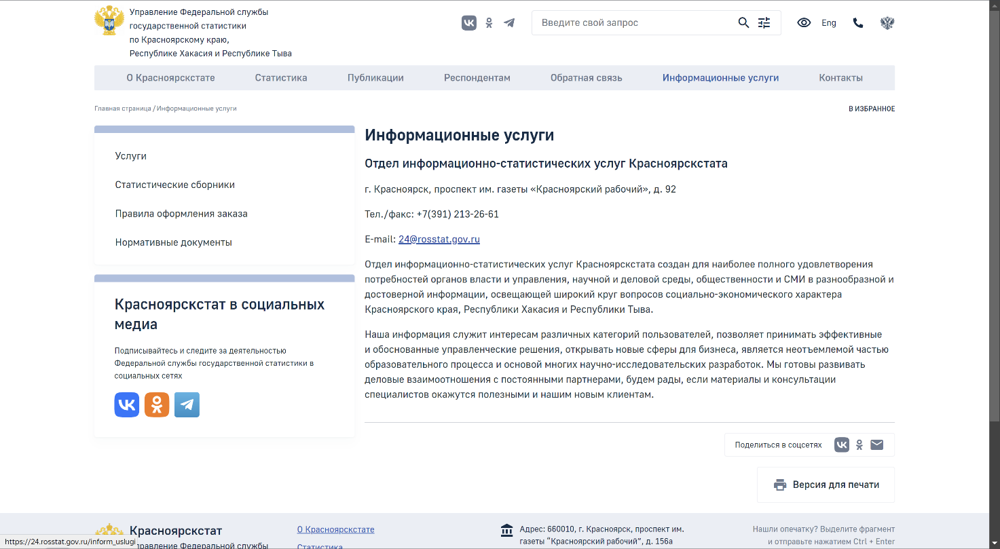 Управление Федеральной службы
государственной статистики
по Красноярскому краю,
Республике Хакасия и Республике Тыва
Введите свой запрос
Eng
О Красноярскстате
Статистика
Публикации
Респондентам
Обратная связь
Информационные услуги
Контакты
Главная страница / Информационные услуги
В ИЗБРАННОЕ
Услуги
Статистические сборники
Правила оформления заказа
Нормативные документы
Красноярскстат в социальных
медиа
Подписывайтесь и следите за деятельностью
Федеральной службы государственной статистики в
социальных сетях
Информационные услуги
Отдел информационно-статистических услуг Красноярскстата
г. Красноярск, проспект им. газеты «Красноярский рабочий», д. 92
Тел./факс: +7(391) 213-26-61
E-mail: 24@rosstat.gov.ru
Отдел информационно-статистических услуг Красноярскстата создан для наиболее полного удовлетворения
потребностей органов власти и управления, научной и деловой среды, общественности и СМИ в разнообразной и
достоверной информации, освещающей широкий круг вопросов социально-экономического характера
Красноярского края, Республики Хакасия и Республики Тыва.
Наша информация служит интересам различных категорий пользователей, позволяет принимать эффективные
и обоснованные управленческие решения, открывать новые сферы для бизнеса, является неотъемлемой частью
образовательного процесса и основой многих научно-исследовательских разработок. Мы готовы развивать
деловые взаимоотношения с постоянными партнерами, будем рады, если материалы и консультации
специалистов окажутся полезными и нашим новым клиентам.
Поделиться в соцсетях
Версия для печати
Красноярскстат
Управление Федеральной службы
О Красноярскстате
Статистика
Адрес: 660010, г. Красноярск, проспект им.
газеты “Красноярский рабочий”, д. 156а
Нашли опечатку? Выделите фрагмент
и отправьте нажатием Ctrl + Enter
https://24.rosstat.gov.ru/inform_uslugi